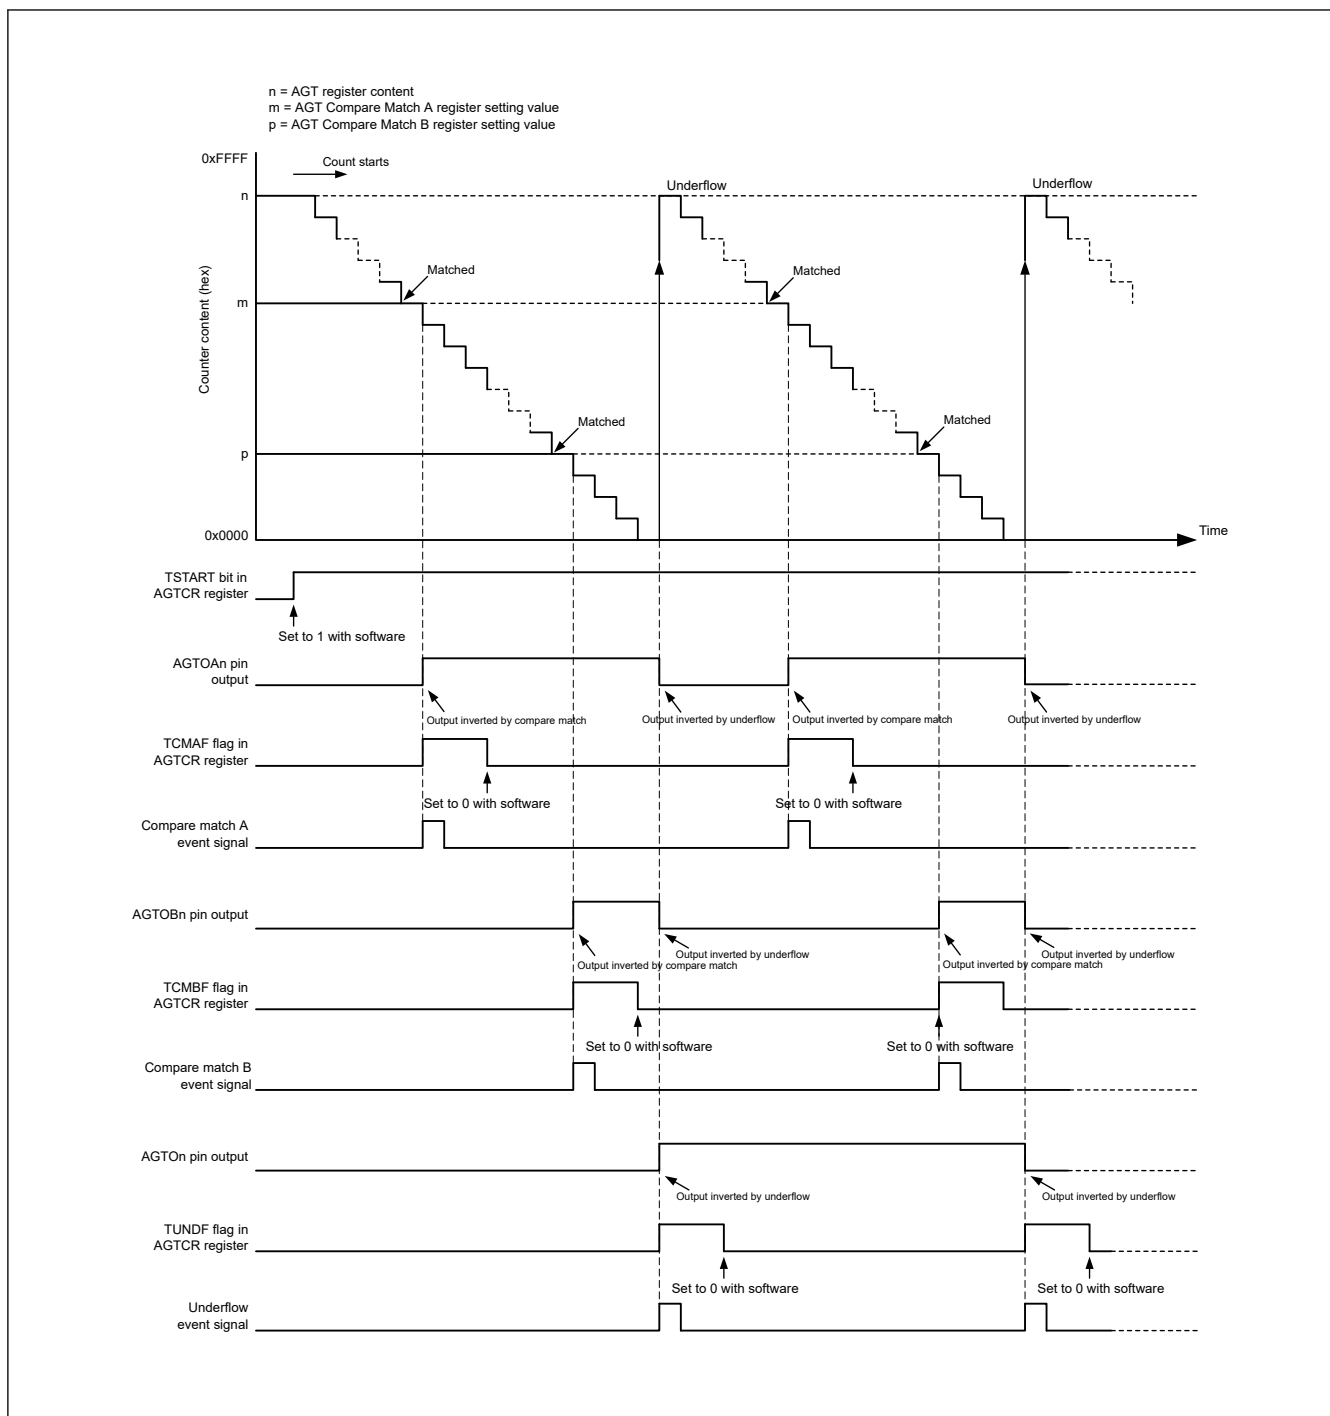 n = AGT register content
m = AGT Compare Match A register setting value
p = AGT Compare Match B register setting value
0xFFFF
Count starts
n
Underflow
Underflow
Matched
Matched
m
Counter content (hex)
Matched
Matched
p
0x0000
Time
TSTART bit in
AGTCR register
Set to 1 with software
AGTOAn pin
output
Output inverted by compare match
Output inverted by underflow
Output inverted by compare match
Output inverted by underflow
TCMAF flag in
AGTCR register
Set to 0 with software
Set to 0 with software
Compare match A
event signal
AGTOBn pin output
Output inverted by compare match
Output inverted by underflow
Output inverted by compare match
Output inverted by underflow
TCMBF flag in
AGTCR register
Set to 0 with software
Set to 0 with software
Compare match B
event signal
AGTOn pin output
Output inverted by underflow
Output inverted by underflow
TUNDF flag in
AGTCR register
Set to 0 with software
Set to 0 with software
Underflow
event signal